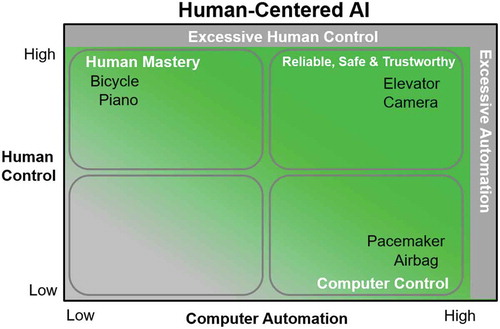 Human-Centered AI
Excessive Human Control
High
Human Mastery
Bicycle
Piano
Reliable, Safe & Trustworthy
Elevator
Camera
Excessive Automation
Human
Control
Pacemaker
Airbag
Computer Control
Low
Low
Computer Automation
High